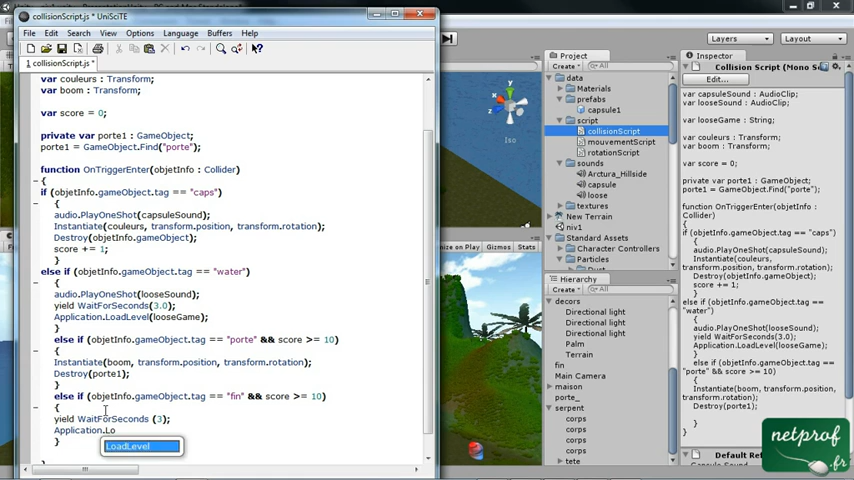 collisionScript.js * UniSciTE
File Edit Search View Options Language Buffers Help
1 collisionScript.js *
var couleurs : Transform;
var boom : Transform;
var score = 0;
private var porte1 : GameObject;
porte1 = GameObject.Find("porte");
function OnTriggerEnter(objetInfo : Collider)
{
if (objetInfo.gameObject.tag == "caps")
{
audio.PlayOneShot(capsuleSound);
Instantiate(couleurs, transform.position, transform.rotation);
Destroy(objetInfo.gameObject);
score += 1;
}
else if (objetInfo.gameObject.tag == "water")
{
audio.PlayOneShot(looseSound);
yield WaitForSeconds(3.0);
Application.LoadLevel(looseGame);
}
else if (objetInfo.gameObject.tag == "porte" && score >= 10)
{
Instantiate(boom, transform.position, transform.rotation);
Destroy(porte1);
}
else if (objetInfo.gameObject.tag == "fin" && score >= 10)
{
yield WaitForSeconds (3);
Application.Lo
LoadLevel
}
Layers
Layout
Iso
e on Play Gizmos Stats
Project
Create
data
Materials
prefabs
capsule1
script
collisionScript
mouvementScript
rotationScript
sounds
Arctura_Hillside
capsule
loose
textures
New Terrain
niv1
Standard Assets
Character Controllers
Particles
Dust
Hierarchy
Create
decors
Directional light
Directional light
Directional light
Palm
Terrain
fin
Main Camera
maison
porte_
serpent
corps
corps
corps
corps
tete
Inspector
Collision Script (Mono S
Edit...
var capsuleSound : AudioClip;
var looseSound : AudioClip;
var looseGame : String;
var couleurs : Transform;
var boom : Transform;
var score = 0;
private var porte1 : GameObject;
porte1 = GameObject.Find("porte");
function OnTriggerEnter(objetInfo :
Collider)
{
if (objetInfo.gameObject.tag == "caps")
{
audio.PlayOneShot(capsuleSound);
Instantiate(couleurs,
transform.position, transform.rotation);
Destroy(objetInfo.gameObject);
score += 1;
}
else if (objetInfo.gameObject.tag ==
"water")
{
audio.PlayOneShot(looseSound);
yield WaitForSeconds(3.0);
Application.LoadLevel(looseGame);
}
else if (objetInfo.gameObject.tag ==
"porte" && score >= 10)
{
Instantiate(boom, transform.position,
transform.rotation);
Destroy(porte1);
}
}
Default Ref
netprof
.fr